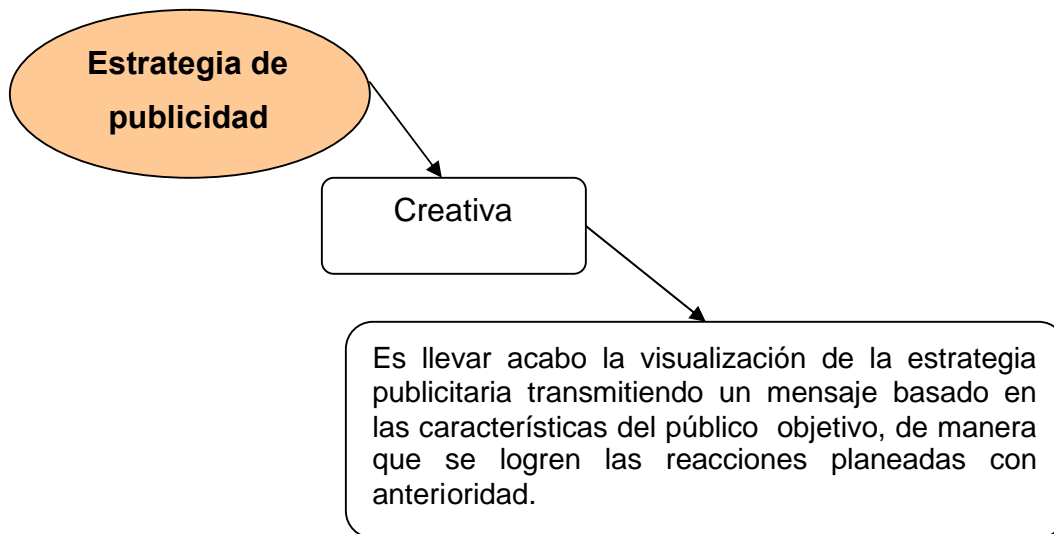 Estrategia de
publicidad
Creativa
Es llevar acabo la visualización de la estrategia
publicitaria transmitiendo un mensaje basado en
las características del público objetivo, de manera
que se logren las reacciones planeadas con
anterioridad.